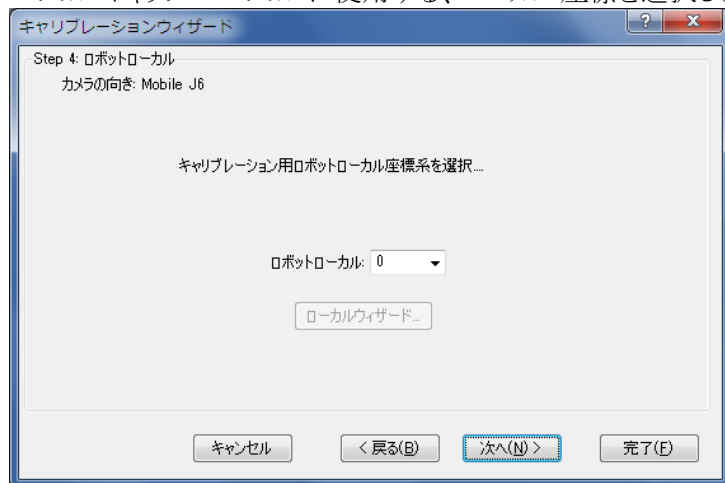 キャリブレーションウィザード
Step 4: ロボットローカル
カメラの向き: Mobile J6
キャリブレーション用ロボットローカル座標系を選択...
ロボットローカル: 0
ローカルウィザード...
キャンセル
< 戻る(B)
次へ(N) >
完了(F)